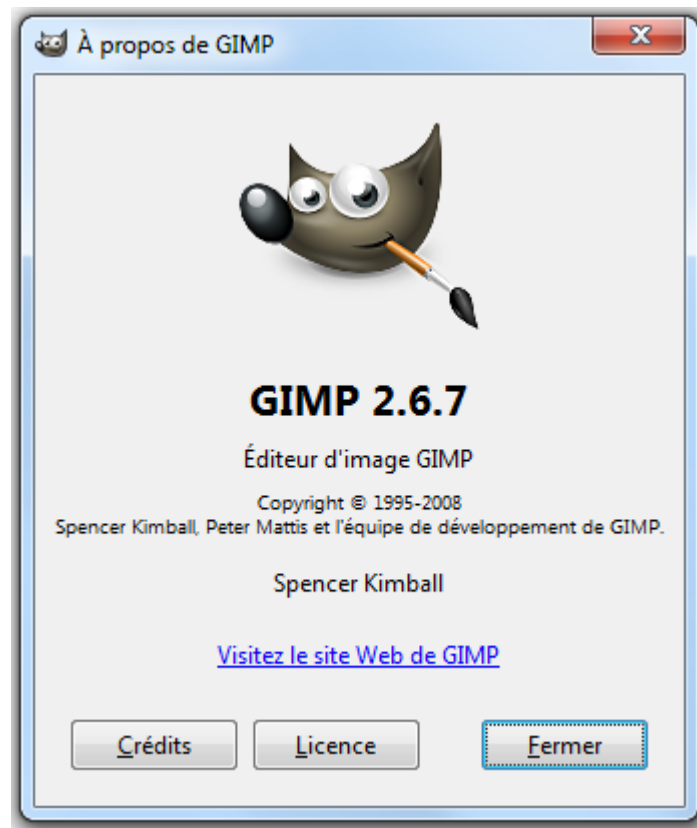 À propos de GIMP
GIMP 2.6.7
Éditeur d'image GIMP
Copyright © 1995-2008
Spencer Kimball, Peter Mattis et l'équipe de développement de GIMP.
Spencer Kimball
Visitez le site Web de GIMP
Crédits Licence Fermer